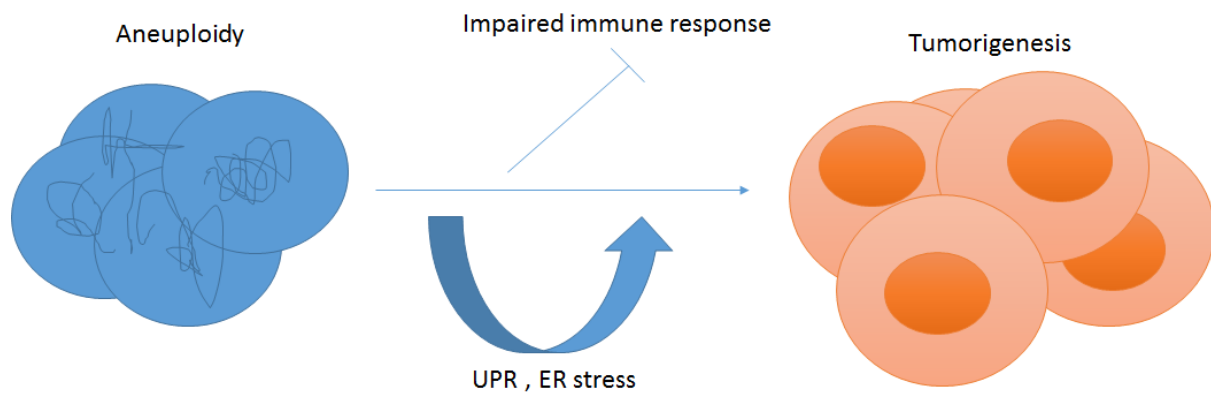 Aneuploidy
Impaired immune response
Tumorigenesis
UPR , ER stress